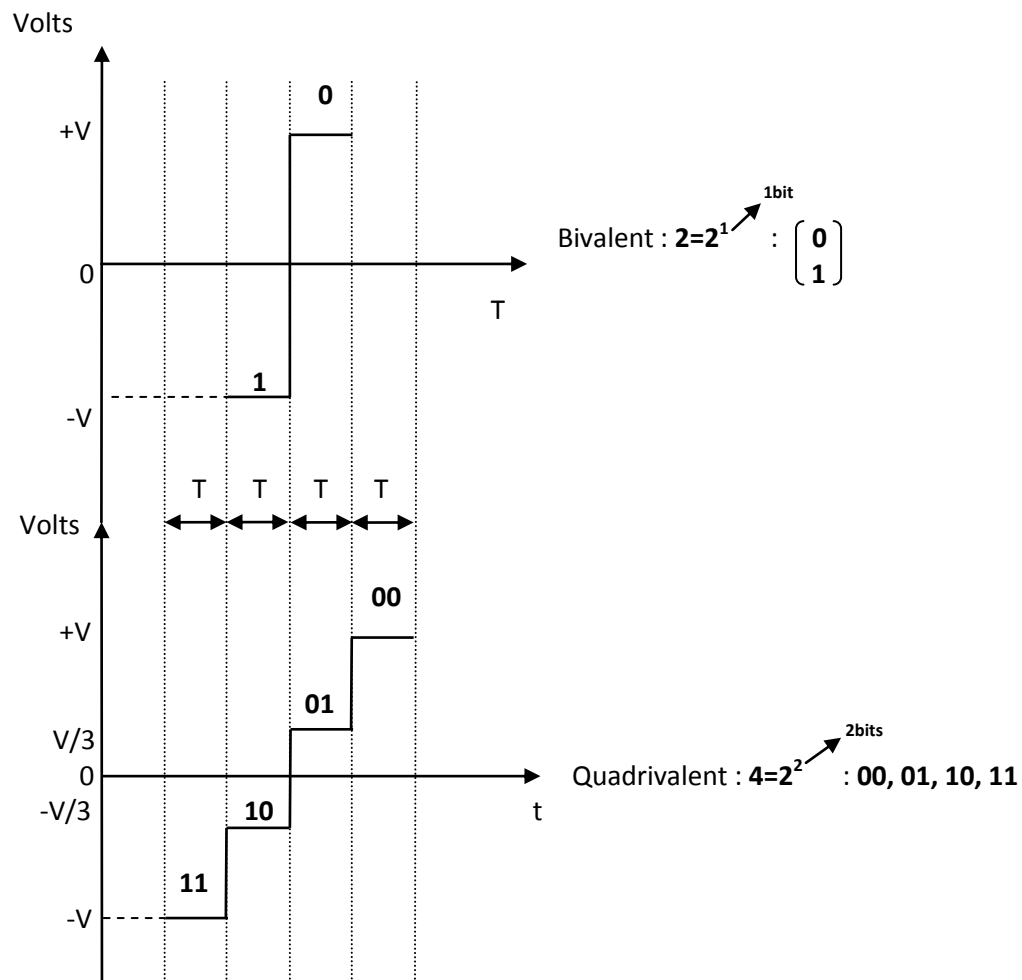 Volts
0
+V
1bit
Bivalent : 2=2¹ : ( 0
1 )
0
T
1
-V
T T T T
Volts
00
+V
01
2bits
V/3
0
Quadrivalent : 4=2² : 00, 01, 10, 11
-V/3
10
t
11
-V